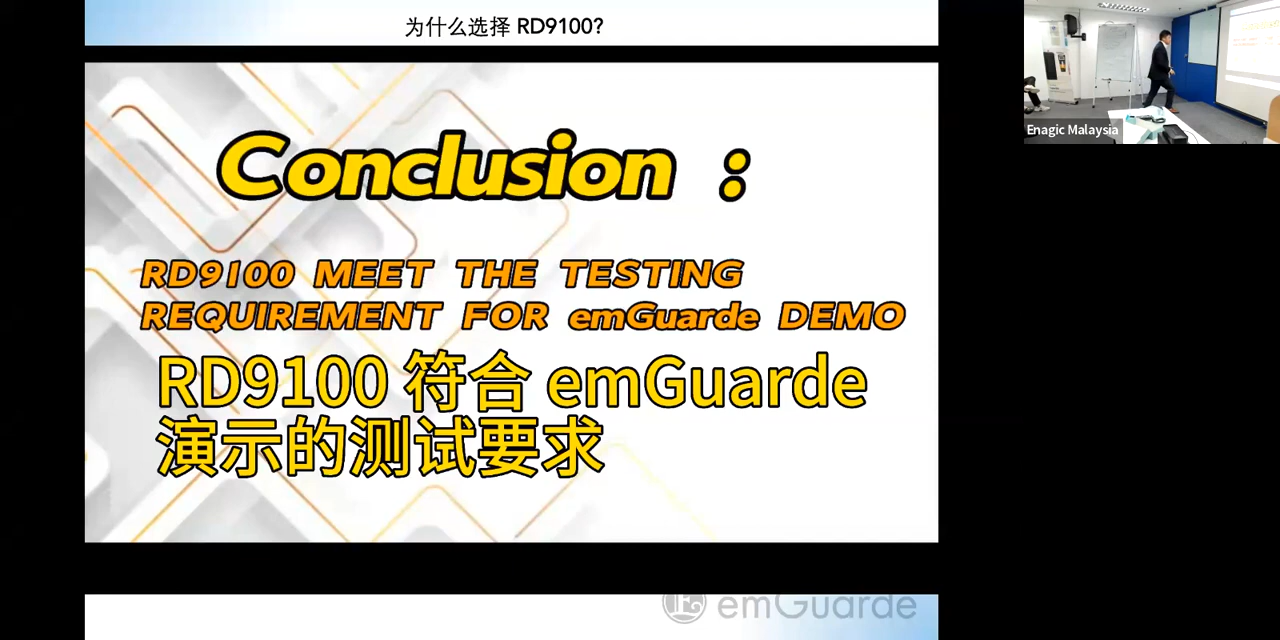 为什么选择 RD9100?
Conclusion :
RD9100 MEET THE TESTING
REQUIREMENT FOR emGuarde DEMO
RD9100 符合 emGuarde
演示的测试要求
emGuarde
Enagic Malaysia